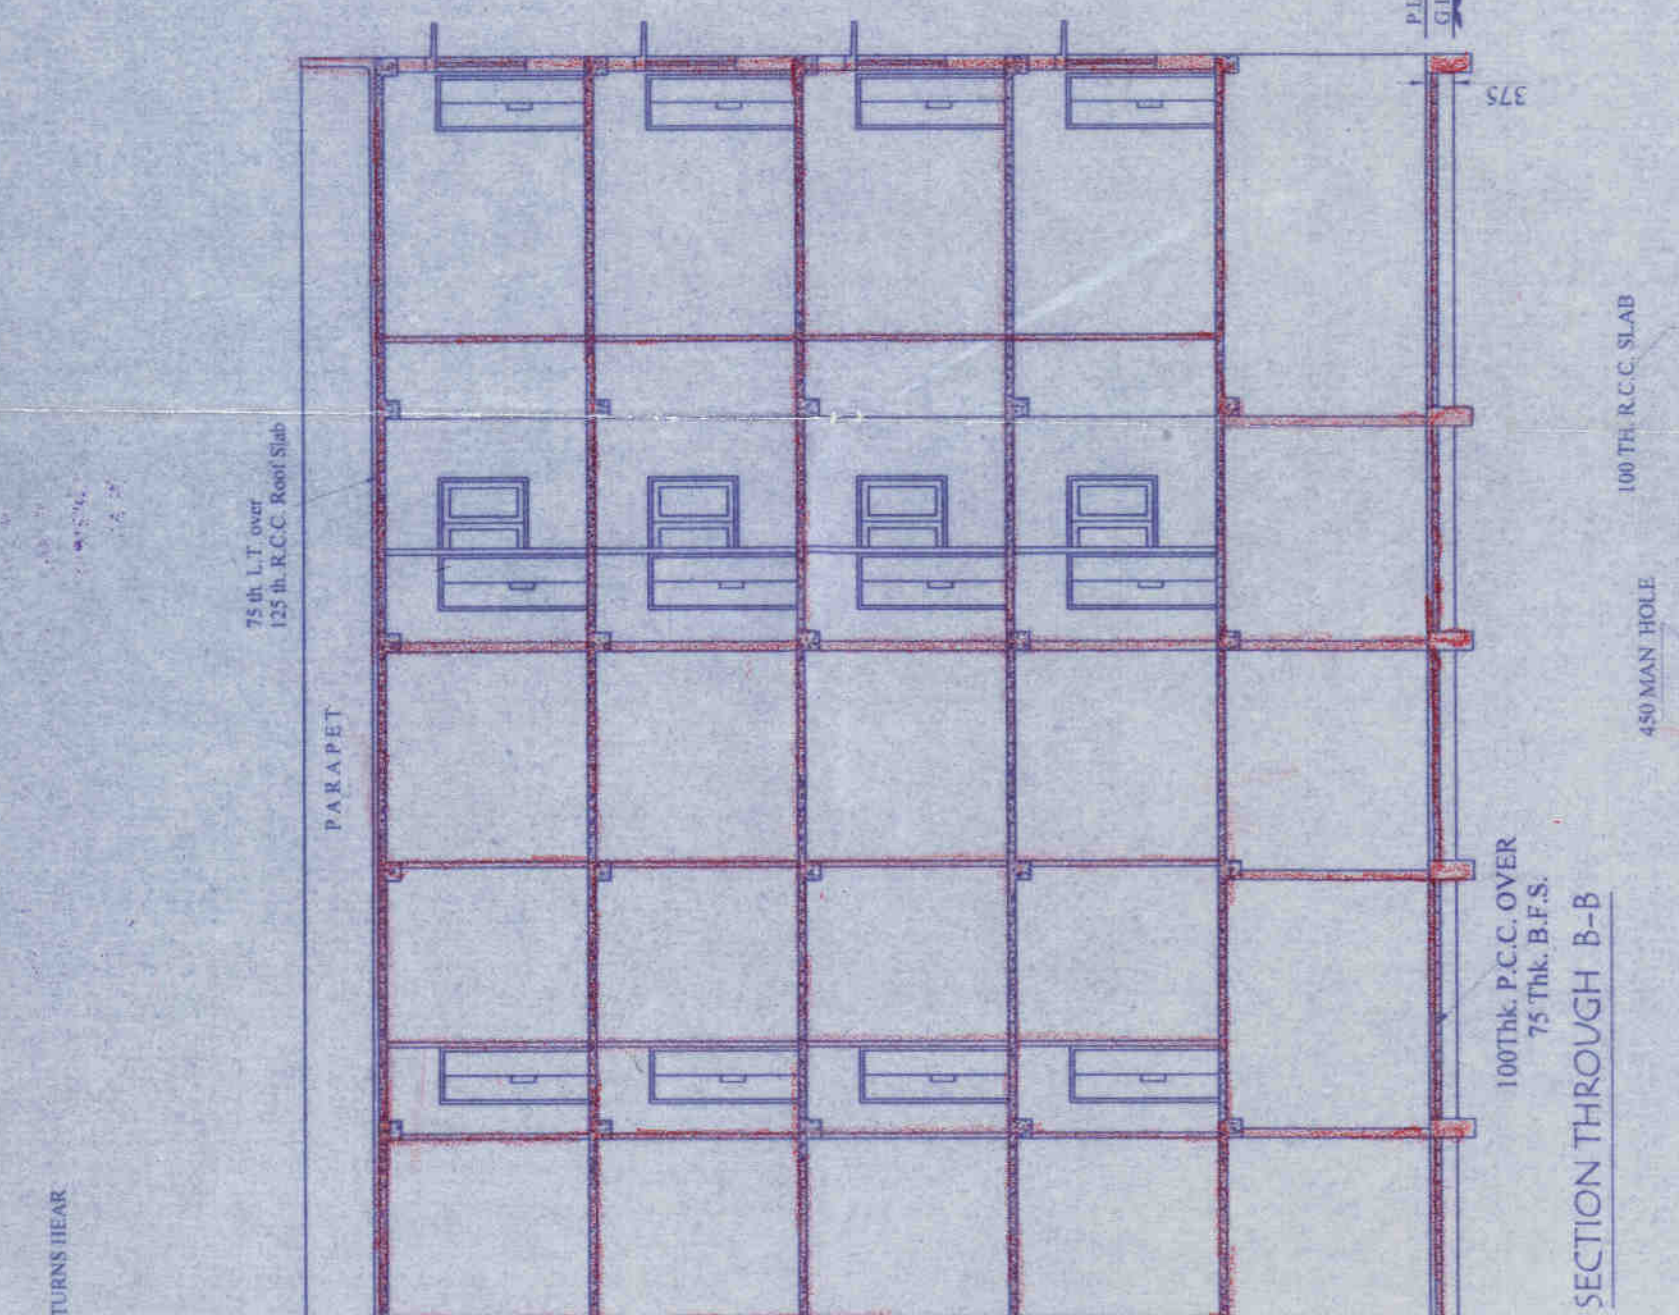 75 th. L.T over
125 th. R.C.C. Roof Slab
PARAPET
TURNS HEAR
P.L
G.L
375
100 TH. R.C.C. SLAB
450 MAN HOLE
100Thk. P.C.C. OVER
75 Thk. B.F.S.
SECTION THROUGH B-B